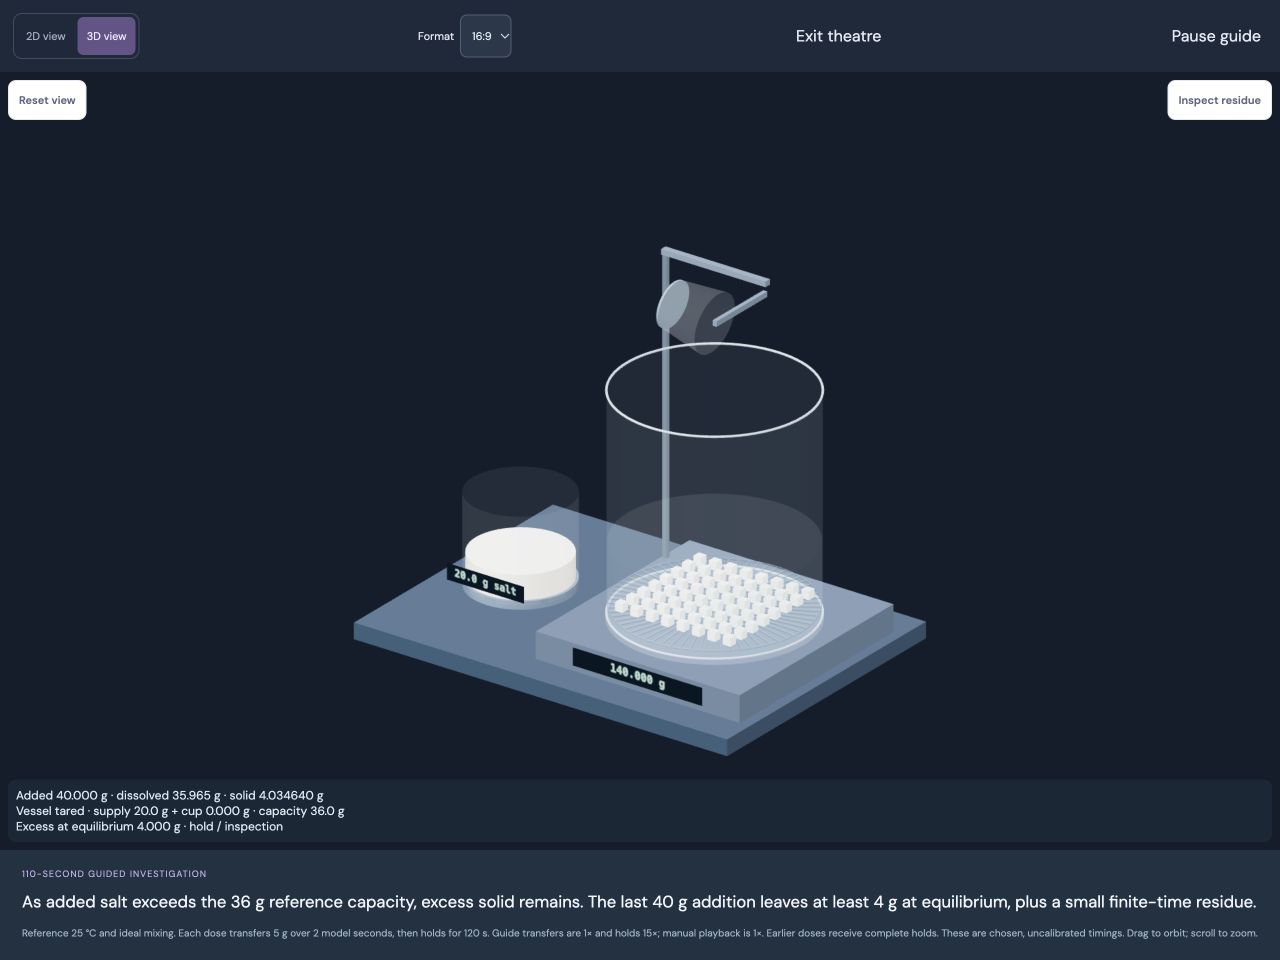 2D view
3D view
Format
16:9
Exit theatre
Pause guide
Reset view
Inspect residue
20.0 g salt
140.000 g
Added 40.000 g · dissolved 35.965 g · solid 4.034640 g
Vessel tared · supply 20.0 g + cup 0.000 g · capacity 36.0 g
Excess at equilibrium 4.000 g · hold / inspection
110-SECOND GUIDED INVESTIGATION
As added salt exceeds the 36 g reference capacity, excess solid remains. The last 40 g addition leaves at least 4 g at equilibrium, plus a small finite-time residue.
Reference 25 °C and ideal mixing. Each dose transfers 5 g over 2 model seconds, then holds for 120 s. Guide transfers are 1× and holds 15×; manual playback is 1×. Earlier doses receive complete holds. These are chosen, uncalibrated timings. Drag to orbit; scroll to zoom.